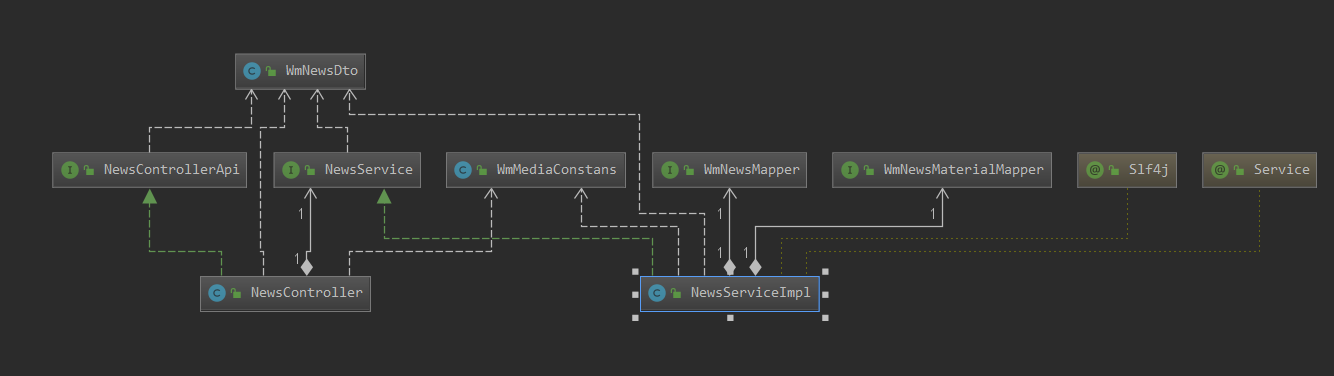 C WmNewsDto
I NewsControllerApi
I NewsService
C WmMediaConstans
I WmNewsMapper
I WmNewsMaterialMapper
@ Slf4j
@ Service
1
1
1
1
1
1
C NewsController
C NewsServiceImpl